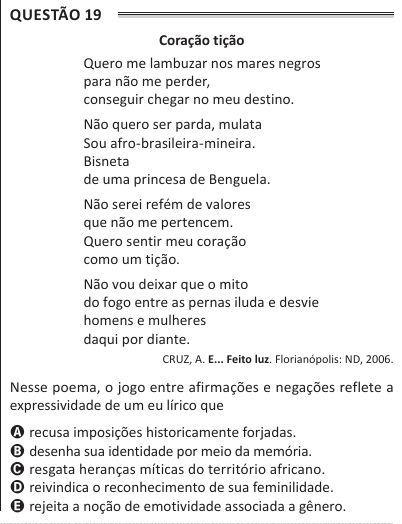 QUESTÃO 19
Coração tição
Quero me lambuzar nos mares negros
para não me perder,
conseguir chegar no meu destino.
Não quero ser parda, mulata
Sou afro-brasileira-mineira.
Bisneta
de uma princesa de Benguela.
Não serei refém de valores
que não me pertencem.
Quero sentir meu coração
como um tição.
Não vou deixar que o mito
do fogo entre as pernas iluda e desvie
homens e mulheres
daqui por diante.
CRUZ, A. E... Feito luz. Florianópolis: ND, 2006.
Nesse poema, o jogo entre afirmações e negações reflete a
expressividade de um eu lírico que
A recusa imposições historicamente forjadas.
B desenha sua identidade por meio da memória.
C resgata heranças míticas do território africano.
D reivindica o reconhecimento de sua feminilidade.
E rejeita a noção de emotividade associada a gênero.